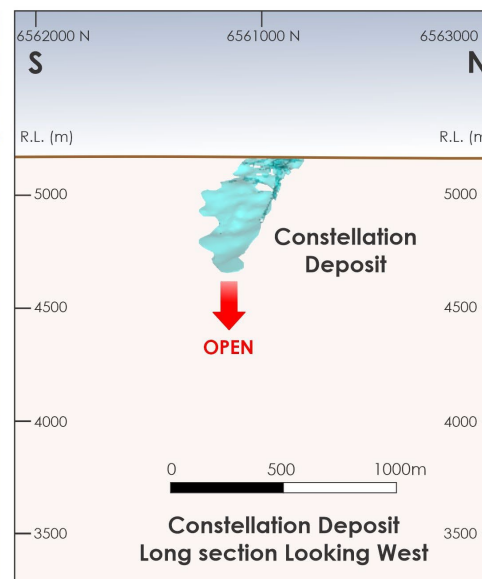 6562000 N 6561000 N 6563000 N
S N
R.L. (m) R.L. (m
5000 5000
Constellation
Deposit
4500 4500
OPEN
4000 4000
0 500 1000m
3500 3500
Constellation Deposit
Long section Looking West